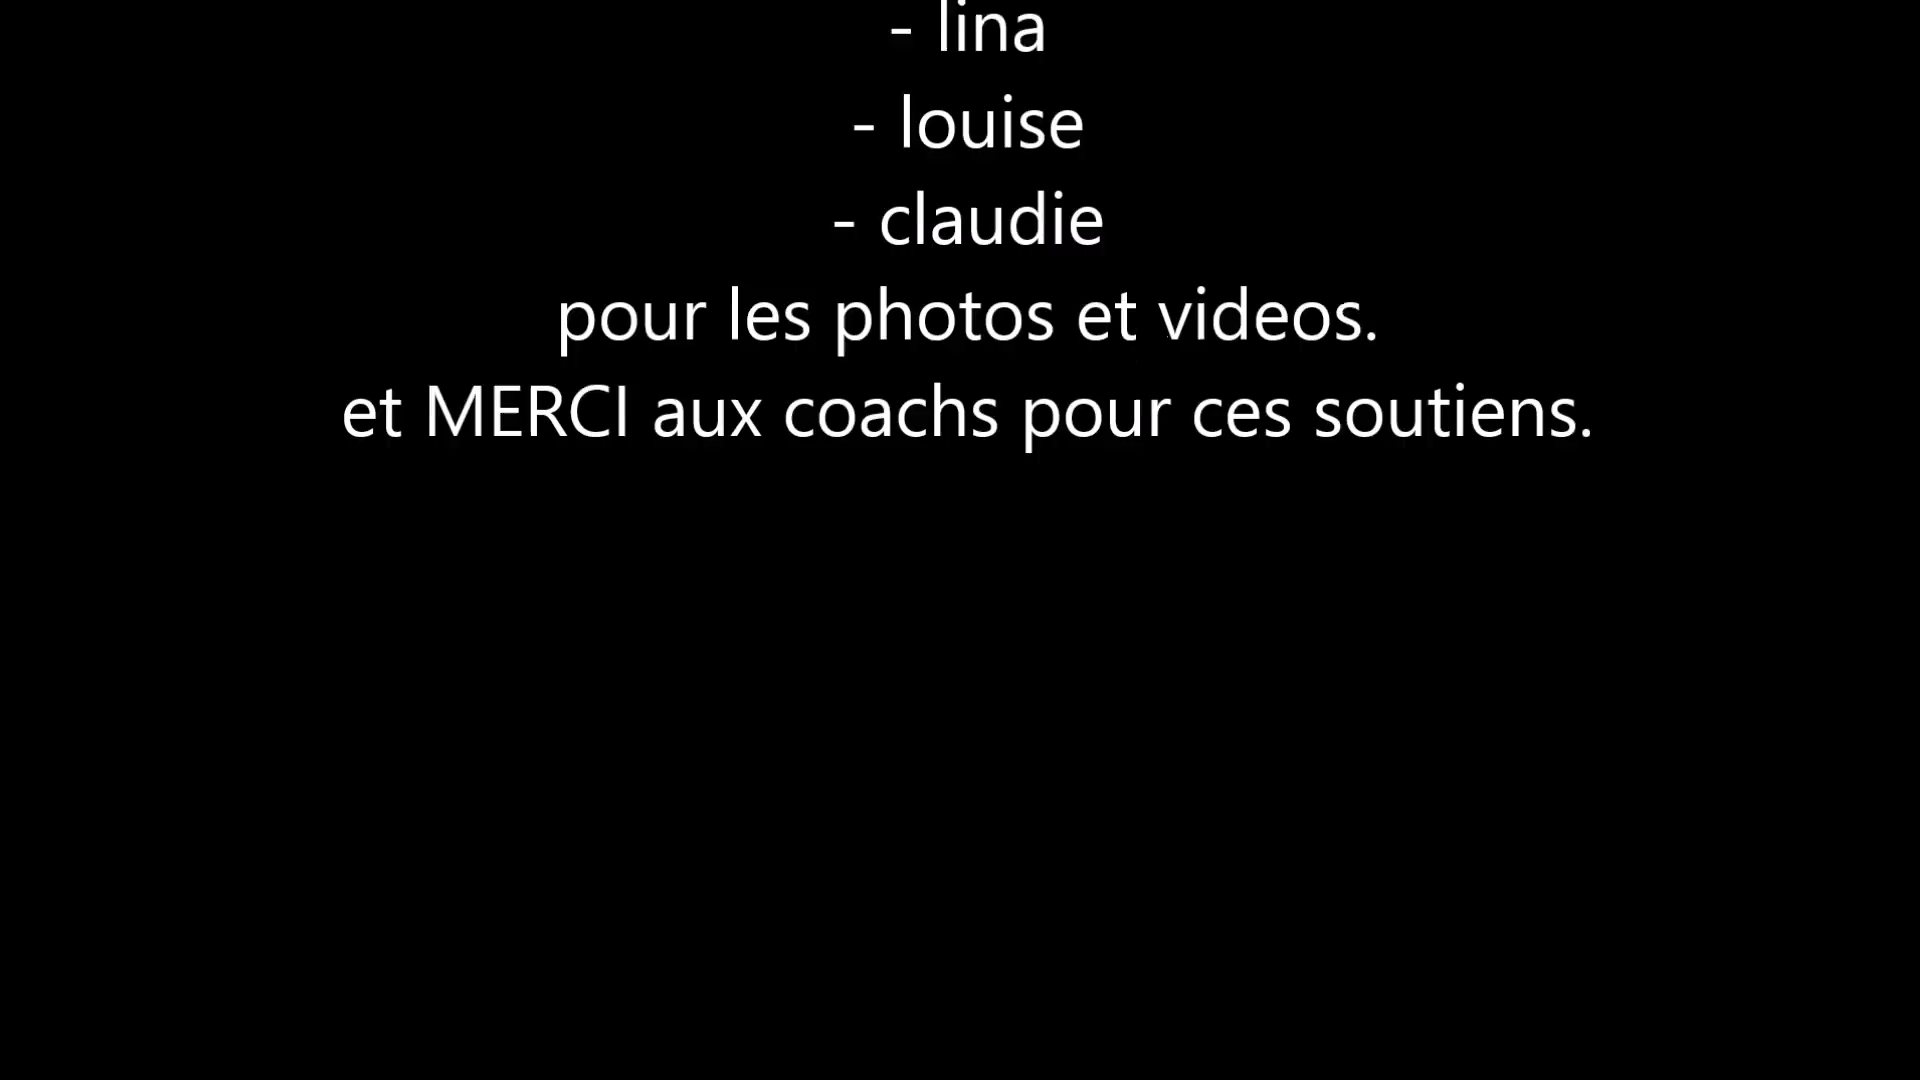 - lina
- louise
- claudie
pour les photos et videos.
et MERCI aux coachs pour ces soutiens.